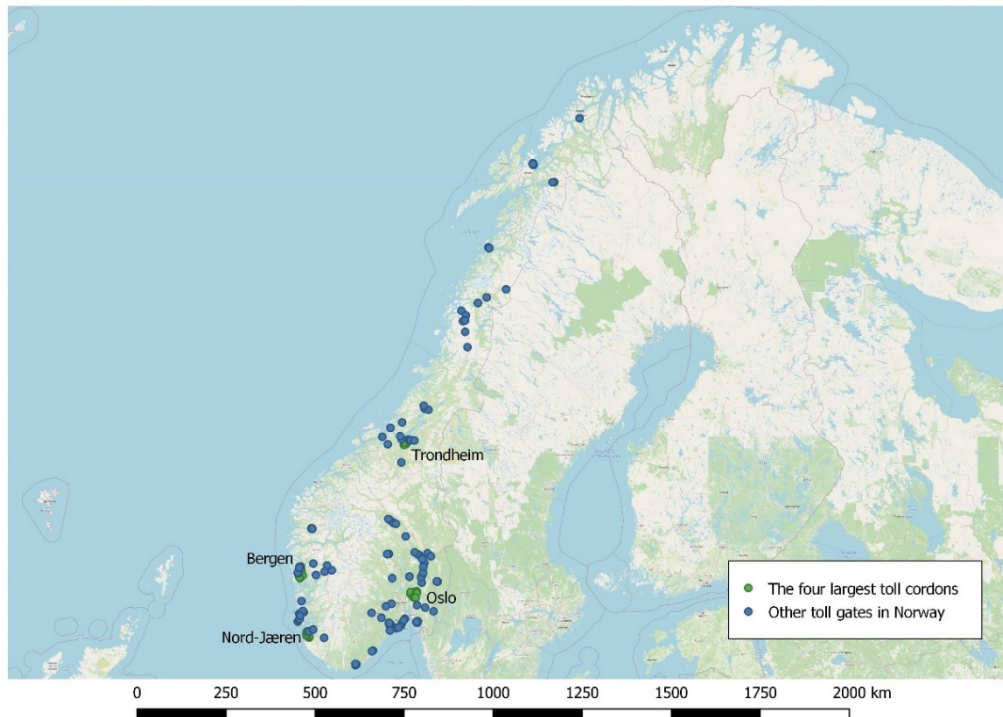 Trondheim
Bergen
Oslo
Nord-Jæren
The four largest toll cordons
Other toll gates in Norway
0 250 500 750 1000 1250 1500 1750 2000 km